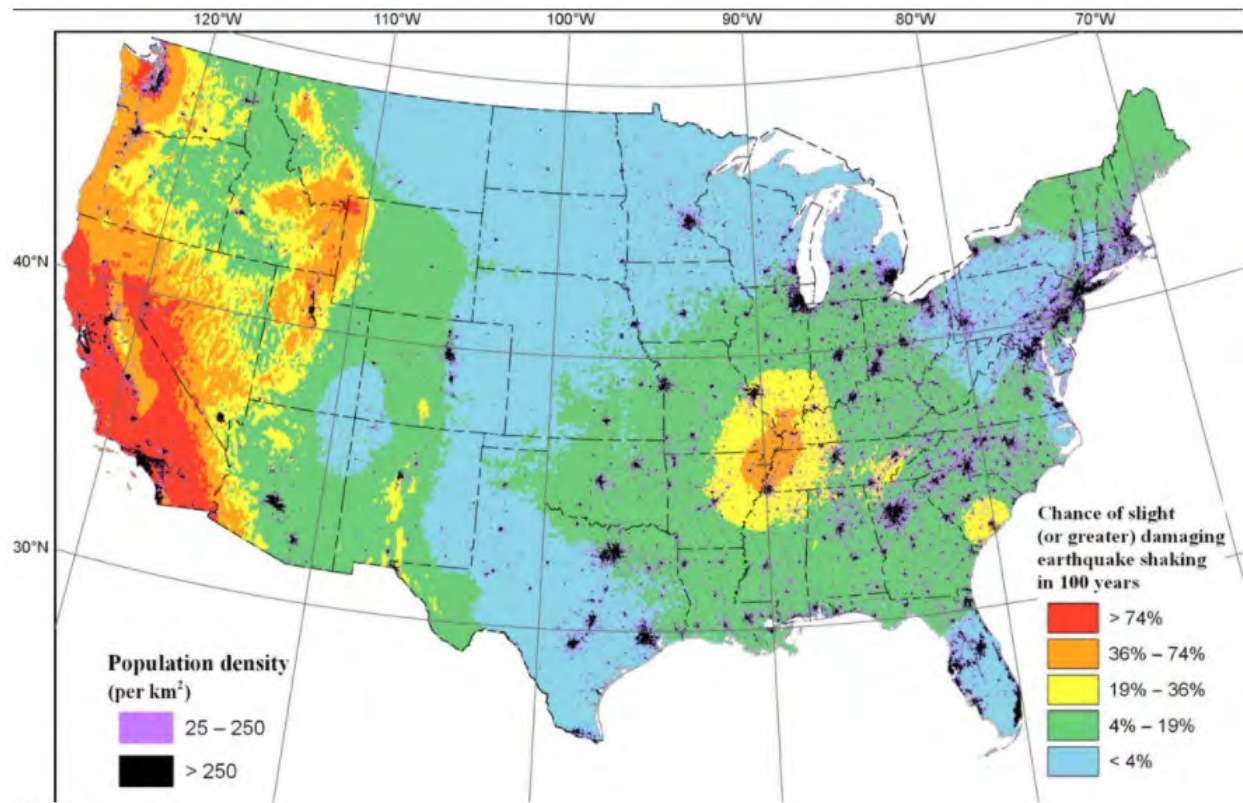 120°W 110°W 100°W 90°W 80°W 70°W
40°N
30°N
Chance of slight
(or greater) damaging
earthquake shaking
in 100 years
> 74%
36% – 74%
19% – 36%
4% – 19%
< 4%
Population density
(per km²)
25 – 250
> 250